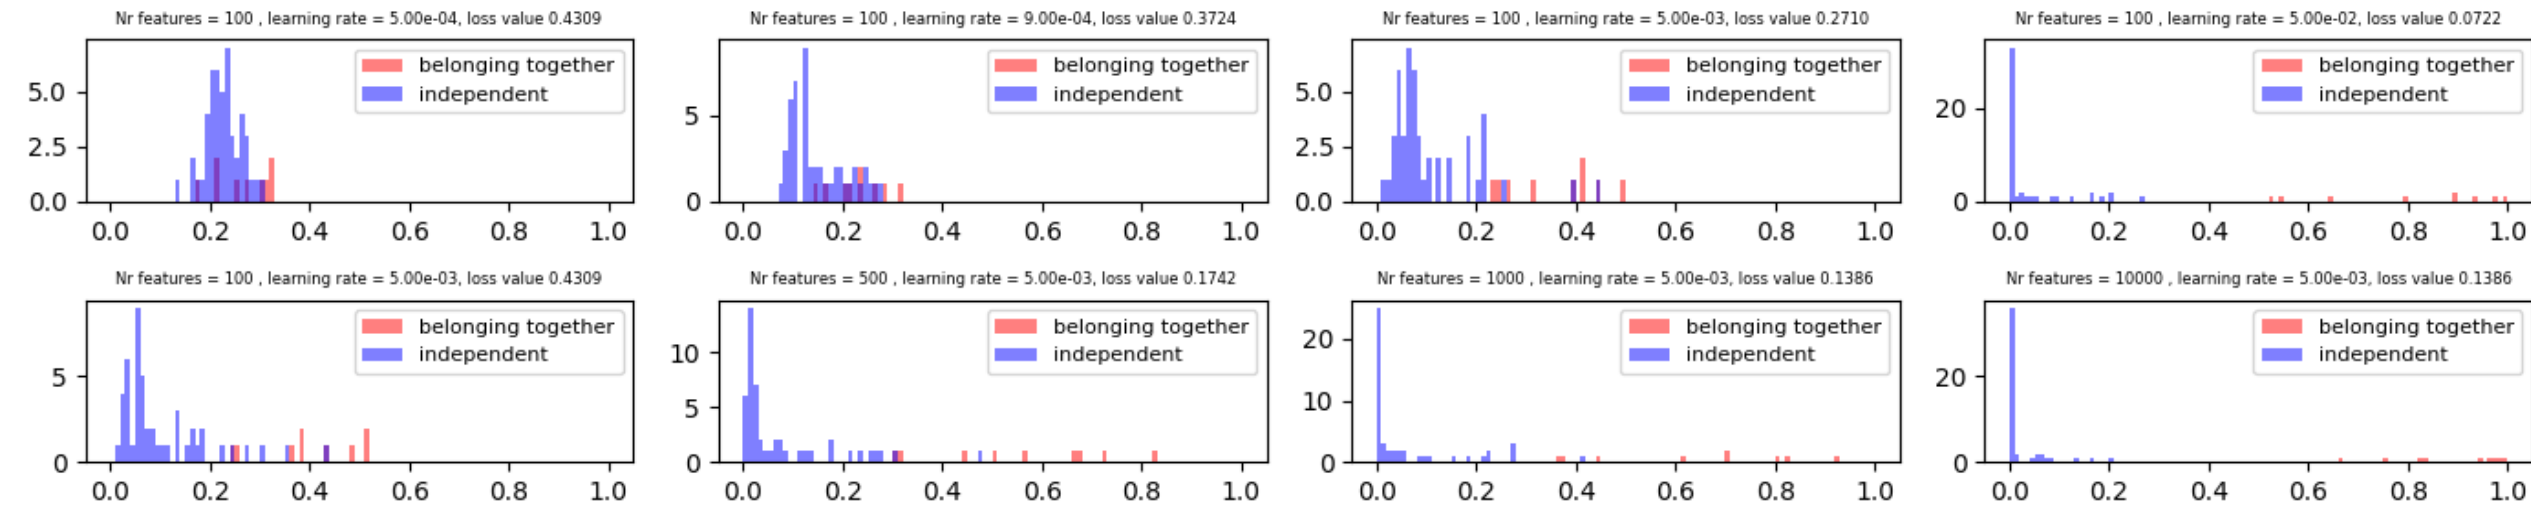 Nr features = 100 , learning rate = 5.00e-04, loss value 0.4309
belonging together
independent
5.0
2.5
0.0
0.0 0.2 0.4 0.6 0.8 1.0
Nr features = 100 , learning rate = 9.00e-04, loss value 0.3724
belonging together
independent
5
0
0.0 0.2 0.4 0.6 0.8 1.0
Nr features = 100 , learning rate = 5.00e-03, loss value 0.2710
belonging together
independent
5.0
2.5
0.0
0.0 0.2 0.4 0.6 0.8 1.0
Nr features = 100 , learning rate = 5.00e-02, loss value 0.0722
belonging together
independent
20
0
0.0 0.2 0.4 0.6 0.8 1.0
Nr features = 100 , learning rate = 5.00e-03, loss value 0.4309
belonging together
independent
5
0
0.0 0.2 0.4 0.6 0.8 1.0
Nr features = 500 , learning rate = 5.00e-03, loss value 0.1742
belonging together
independent
10
5
0
0.0 0.2 0.4 0.6 0.8 1.0
Nr features = 1000 , learning rate = 5.00e-03, loss value 0.1386
belonging together
independent
20
10
0
0.0 0.2 0.4 0.6 0.8 1.0
Nr features = 10000 , learning rate = 5.00e-03, loss value 0.1386
belonging together
independent
20
0
0.0 0.2 0.4 0.6 0.8 1.0